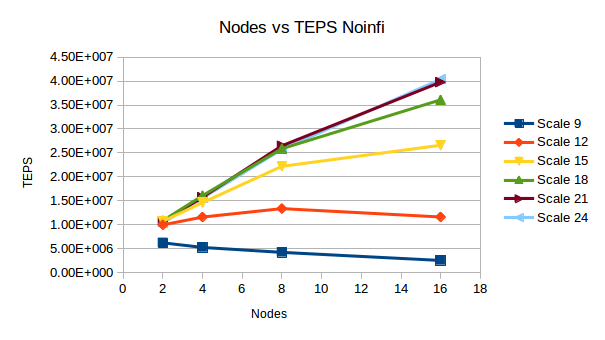 Nodes vs TEPS Noinfi
4.50E+007
4.00E+007
3.50E+007
3.00E+007
2.50E+007
2.00E+007
1.50E+007
1.00E+007
5.00E+006
0.00E+000
TEPS
0 2 4 6 8 10 12 14 16 18
Nodes
Scale 9
Scale 12
Scale 15
Scale 18
Scale 21
Scale 24